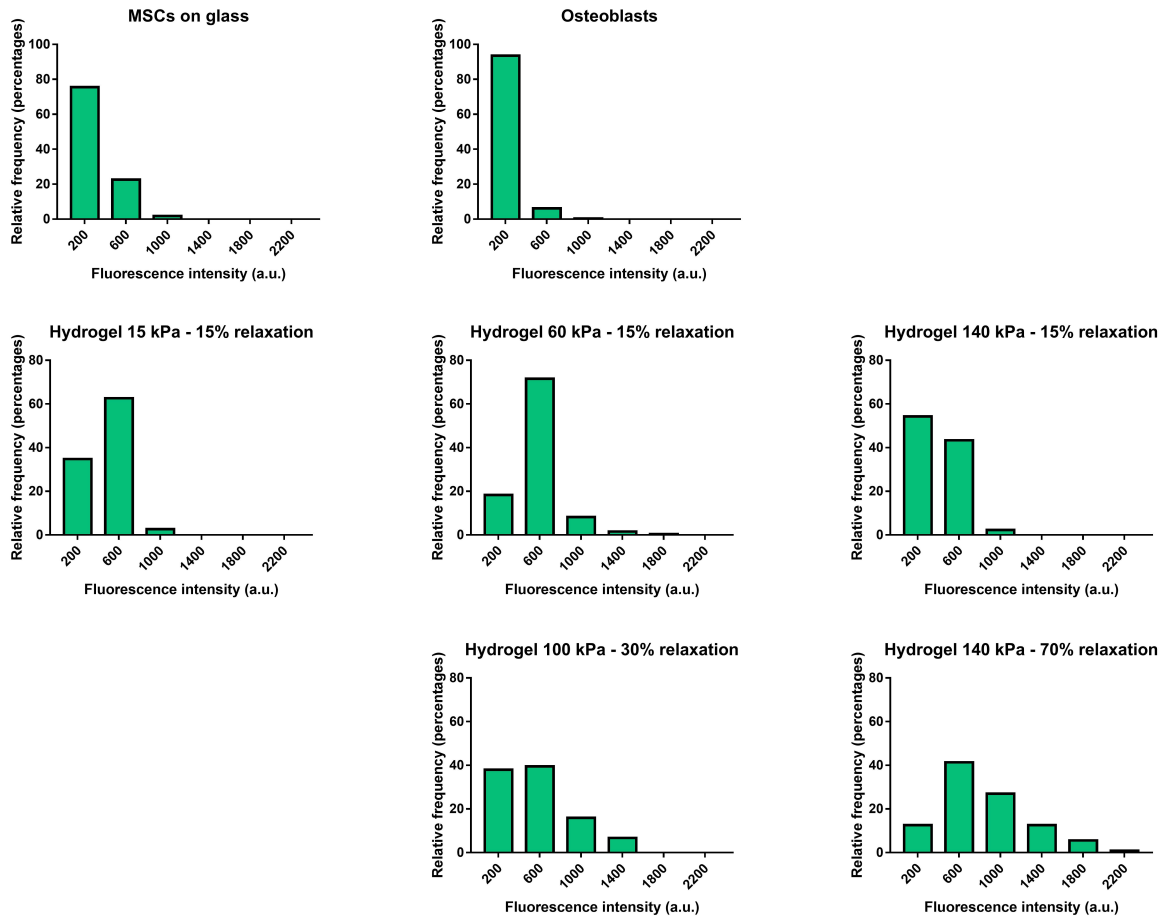 MSCs on glass
Relative frequency (percentages)
100
80
60
40
20
0
200 600 1000 1400 1800 2200
Fluorescence intensity (a.u.)
Osteoblasts
Relative frequency (percentages)
100
80
60
40
20
0
200 600 1000 1400 1800 2200
Fluorescence intensity (a.u.)
Hydrogel 15 kPa - 15% relaxation
Relative frequency (percentages)
80
60
40
20
0
200 600 1000 1400 1800 2200
Fluorescence intensity (a.u.)
Hydrogel 60 kPa - 15% relaxation
Relative frequency (percentages)
80
60
40
20
0
200 600 1000 1400 1800 2200
Fluorescence intensity (a.u.)
Hydrogel 140 kPa - 15% relaxation
Relative frequency (percentages)
80
60
40
20
0
200 600 1000 1400 1800 2200
Fluorescence intensity (a.u.)
Hydrogel 100 kPa - 30% relaxation
Relative frequency (percentages)
80
60
40
20
0
200 600 1000 1400 1800 2200
Fluorescence intensity (a.u.)
Hydrogel 140 kPa - 70% relaxation
Relative frequency (percentages)
80
60
40
20
0
200 600 1000 1400 1800 2200
Fluorescence intensity (a.u.)